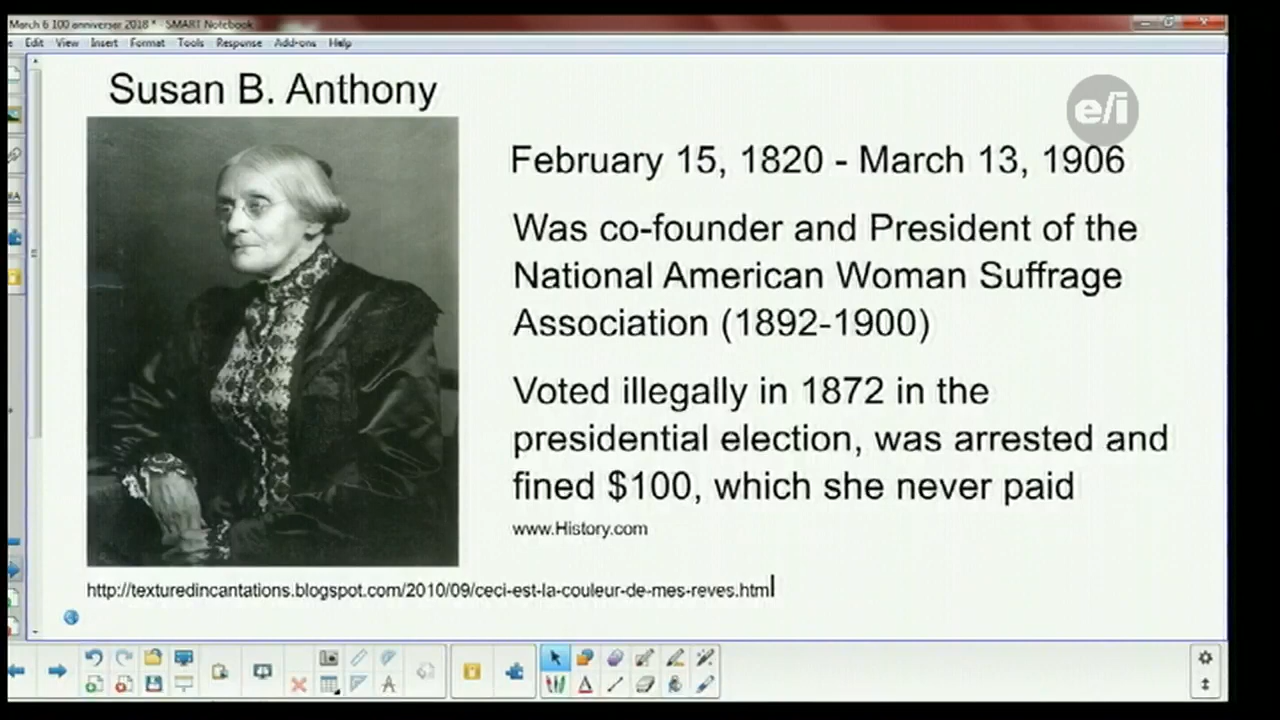 March 6 100 anniverser 2018 * - SMART Notebook
Edit View Insert Format Tools Response Add-ons Help
Susan B. Anthony
e/i
February 15, 1820 - March 13, 1906
Was co-founder and President of the
National American Woman Suffrage
Association (1892-1900)
Voted illegally in 1872 in the
presidential election, was arrested and
fined $100, which she never paid
www.History.com
http://texturedincantations.blogspot.com/2010/09/ceci-est-la-couleur-de-mes-reves.html